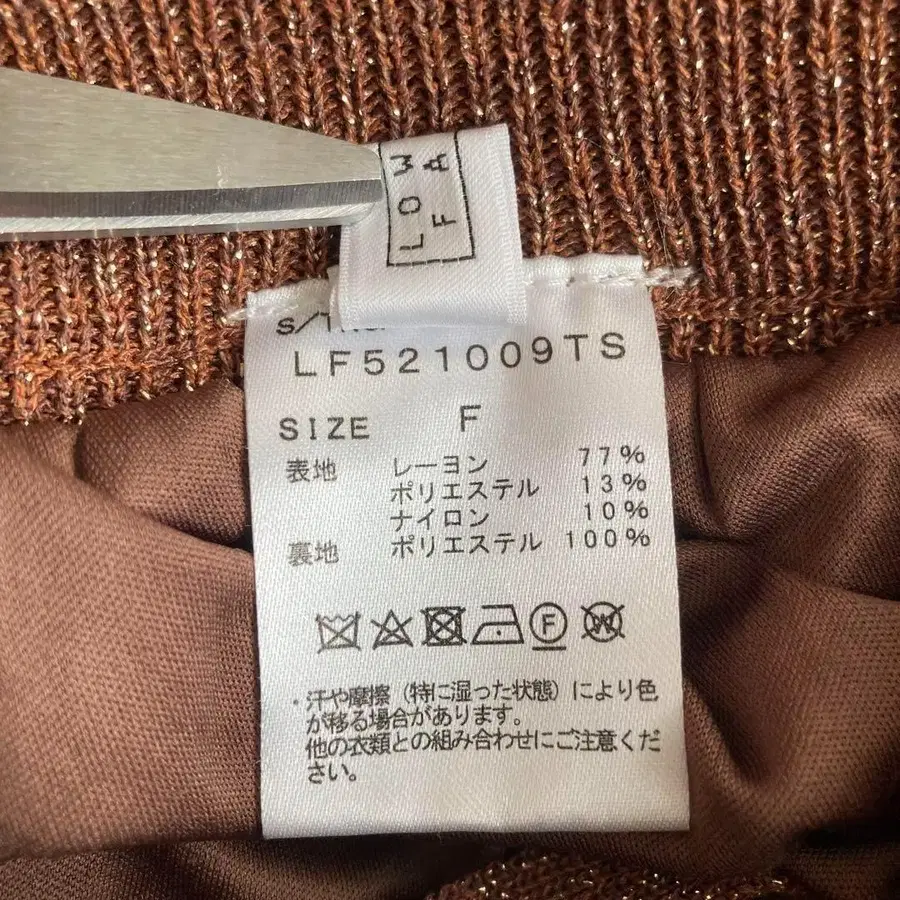 LOW
FA
LF521009TS
SIZE F
表地 レーヨン 77%
ポリエステル 13%
ナイロン 10%
裏地 ポリエステル 100%
F W
・汗や摩擦（特に湿った状態）により色
が移る場合があります。
他の衣類との組み合わせにご注意くだ
さい。